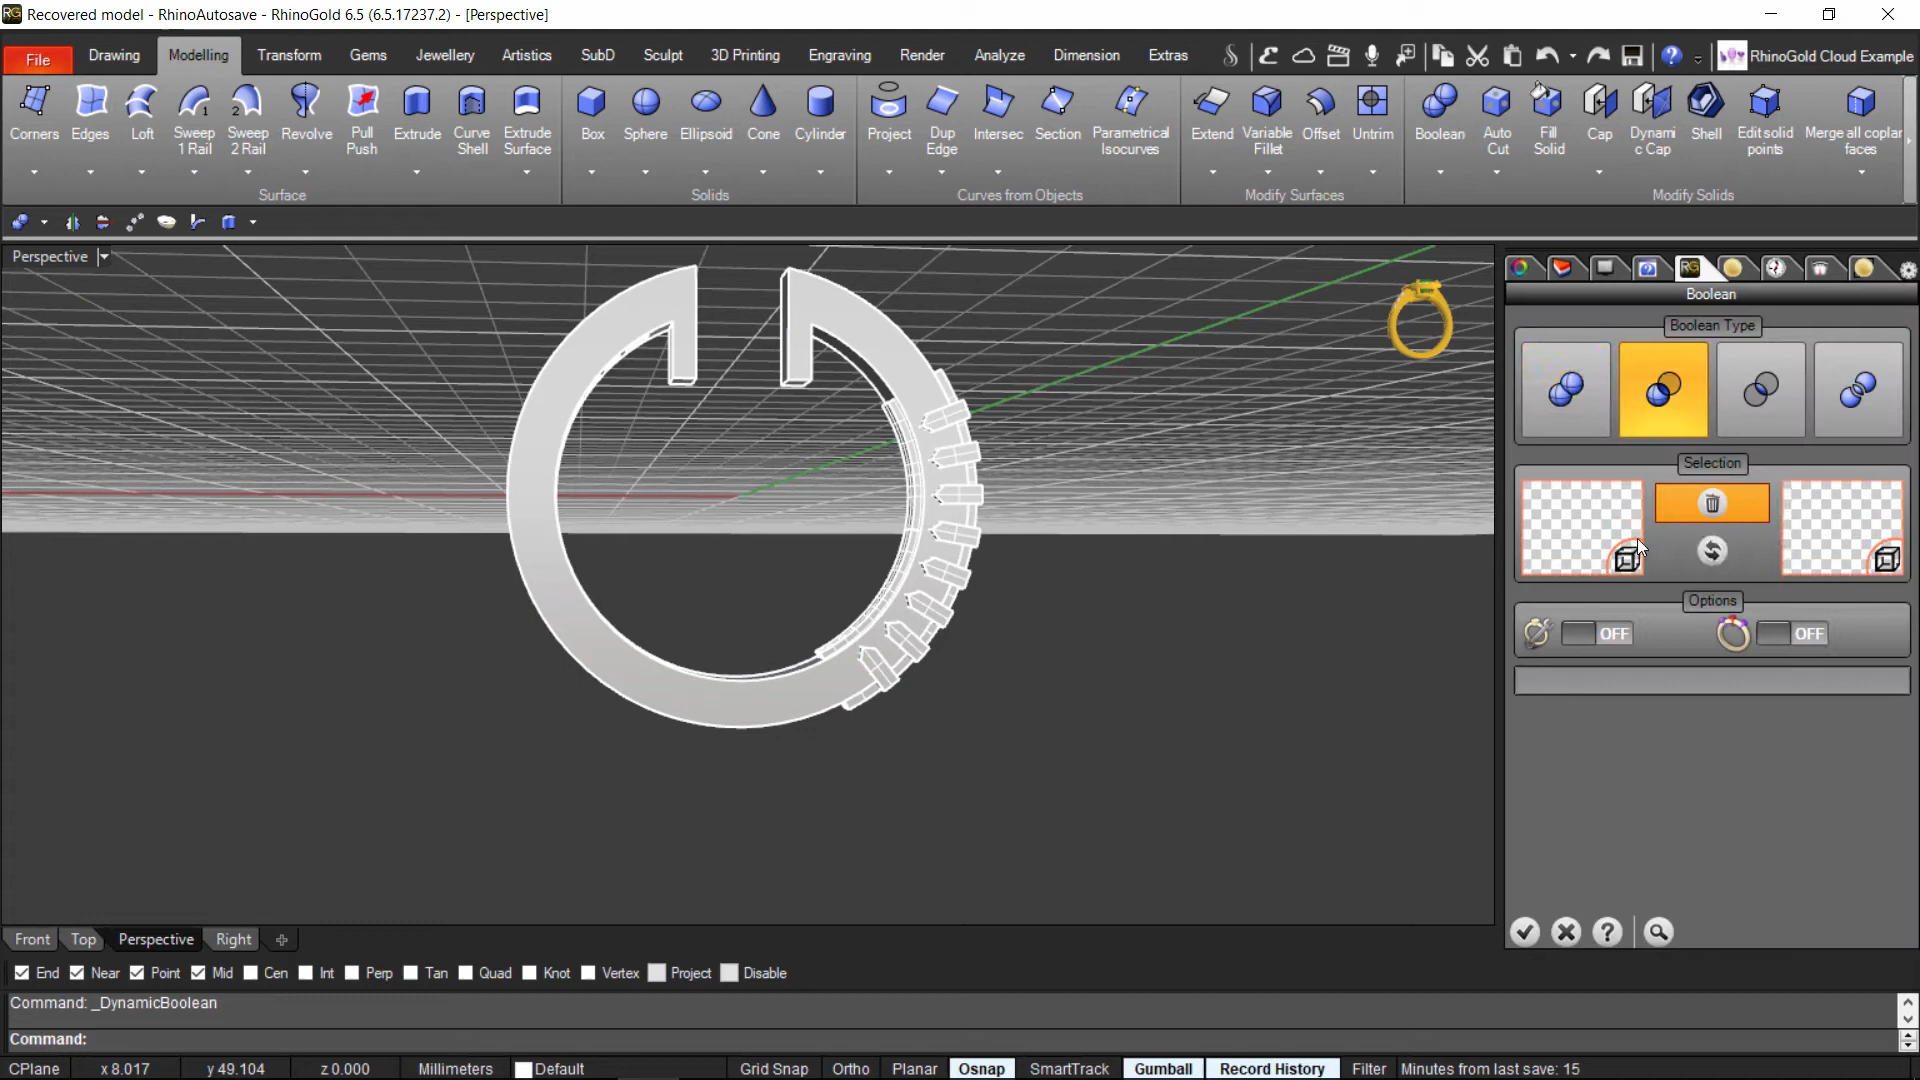 Recovered model - RhinoAutosave - RhinoGold 6.5 (6.5.17237.2) - [Perspective]
File Drawing Modelling Transform Gems Jewellery Artistics SubD Sculpt 3D Printing Engraving Render Analyze Dimension Extras RhinoGold Cloud Example
Corners Edges Loft Sweep 1 Rail Sweep 2 Rail Revolve Pull Push Extrude Curve Shell Extrude Surface Box Sphere Ellipsoid Cone Cylinder Project Dup Edge Intersec Section Parametrical Isocurves Extend Variable Fillet Offset Untrim Boolean Auto Cut Fill Solid Cap Dynami c Cap Shell Edit solid points Merge all coplar faces
Surface Solids Curves from Objects Modify Surfaces Modify Solids
Perspective
RG
Boolean
Boolean Type
Selection
Options
OFF OFF
Front Top Perspective Right
End Near Point Mid Cen Int Perp Tan Quad Knot Vertex Project Disable
Command: _DynamicBoolean
Command:
CPlane x 8.017 y 49.104 z 0.000 Millimeters Default Grid Snap Ortho Planar Osnap SmartTrack Gumball Record History Filter Minutes from last save: 15